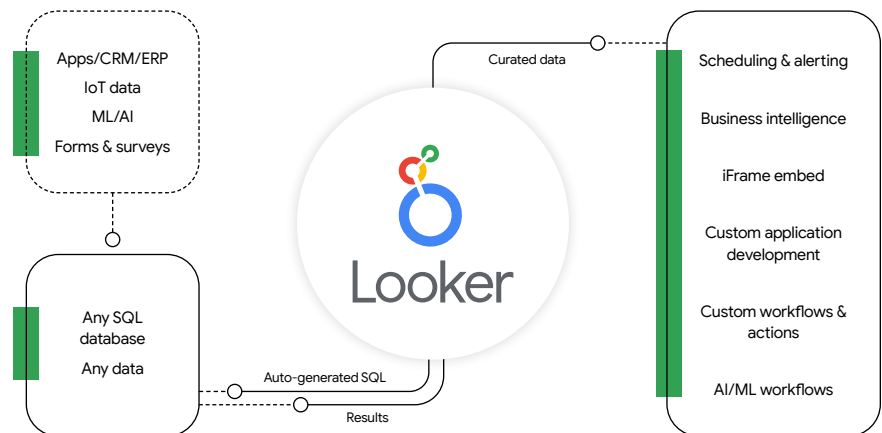 Apps/CRM/ERP
IoT data
ML/AI
Forms & surveys
Any SQL
database
Any data
Auto-generated SQL
Results
Looker
Curated data
Scheduling & alerting
Business intelligence
iFrame embed
Custom application
development
Custom workflows &
actions
AI/ML workflows